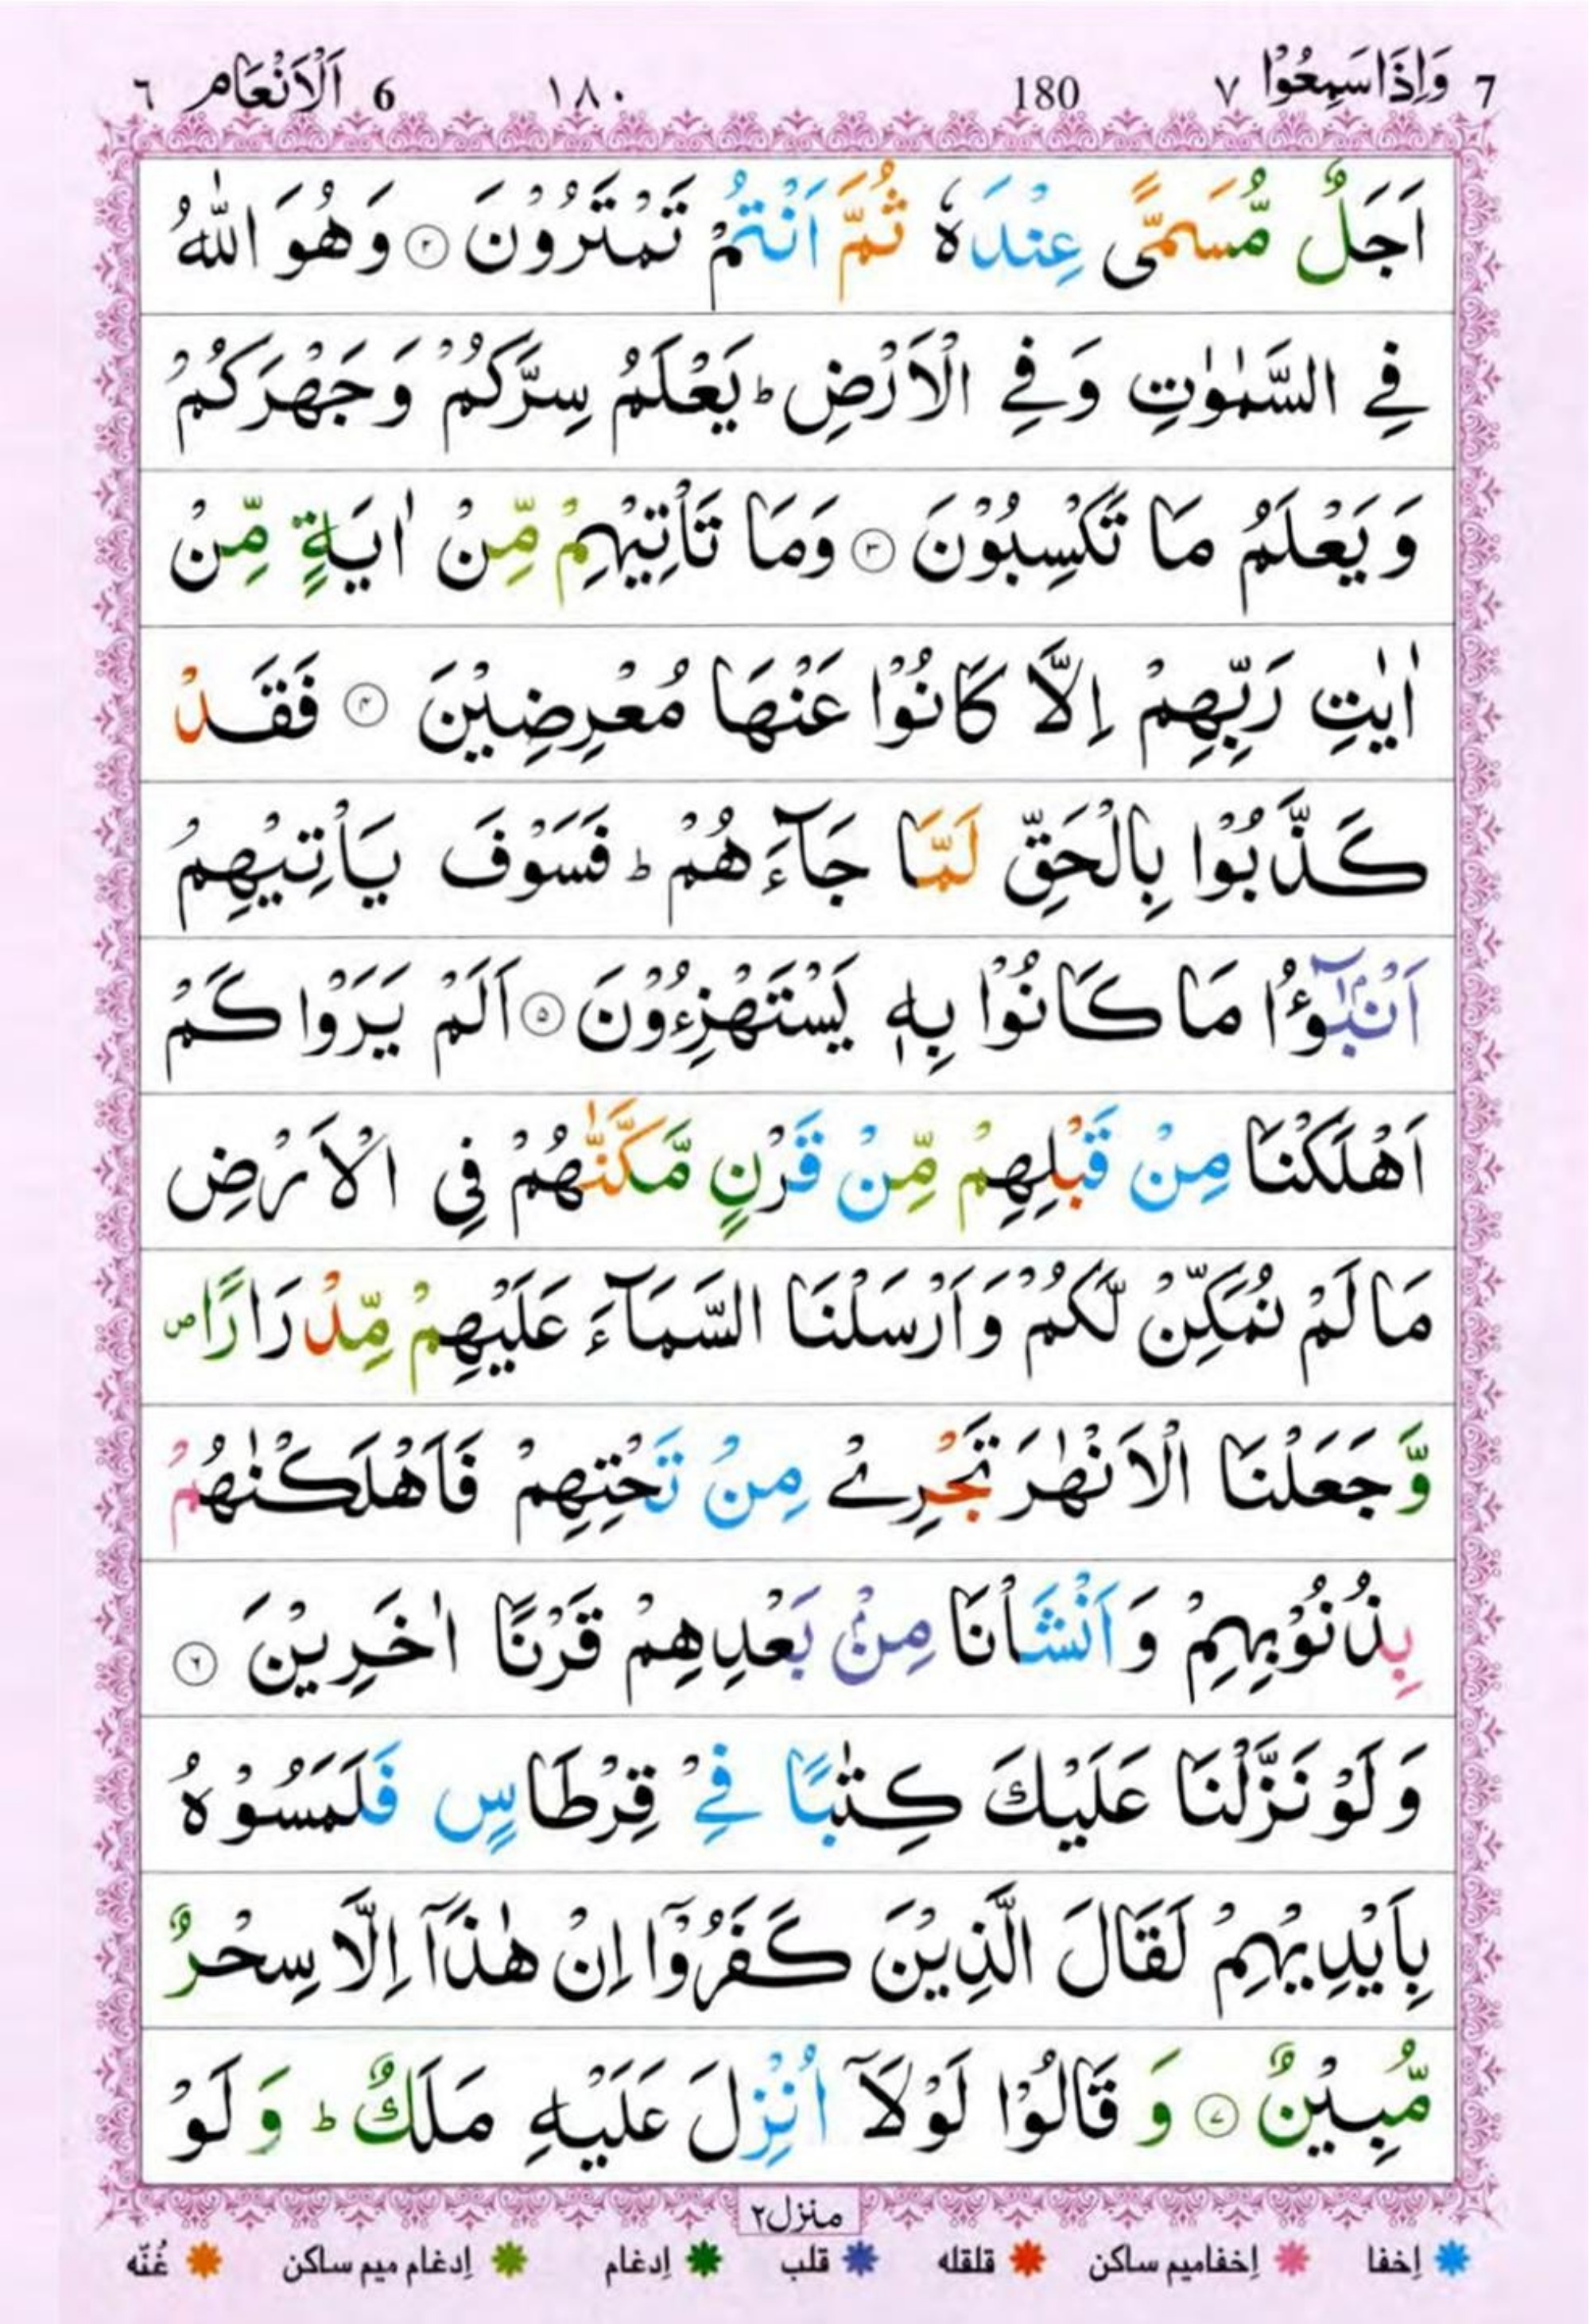 7 وَاِذَا سَمِعُوْا ٧ 180 ١٨٠ 6 اَلْاَنْعَام ٦
اَجَلٌ مُّسَمًّى عِنْدَهٗ ثُمَّ اَنْتُمْ تَمْتَرُوْنَ ۝٢ وَهُوَ اللّٰهُ
فِي السَّمٰوٰتِ وَفِي الْاَرْضِ ؕ يَعْلَمُ سِرَّكُمْ وَجَهْرَكُمْ
وَيَعْلَمُ مَا تَكْسِبُوْنَ ۝٣ وَمَا تَاْتِيْهِمْ مِّنْ اٰيَةٍ مِّنْ
اٰيٰتِ رَبِّهِمْ اِلَّا كَانُوْا عَنْهَا مُعْرِضِيْنَ ۝٤ فَقَدْ
كَذَّبُوْا بِالْحَقِّ لَمَّا جَآءَهُمْ ؕ فَسَوْفَ يَاْتِيْهِمْ
اَنْۢبٰٓؤُا مَا كَانُوْا بِهٖ يَسْتَهْزِءُوْنَ ۝٥ اَلَمْ يَرَوْا كَمْ
اَهْلَكْنَا مِنْ قَبْلِهِمْ مِّنْ قَرْنٍ مَّكَّنّٰهُمْ فِي الْاَرْضِ
مَا لَمْ نُمَكِّنْ لَّكُمْ وَاَرْسَلْنَا السَّمَآءَ عَلَيْهِمْ مِّدْرَارًا ۪
وَّجَعَلْنَا الْاَنْهٰرَ تَجْرِيْ مِنْ تَحْتِهِمْ فَاَهْلَكْنٰهُمْ
بِذُنُوْبِهِمْ وَاَنْشَاْنَا مِنْۢ بَعْدِهِمْ قَرْنًا اٰخَرِيْنَ ۝٦
وَلَوْ نَزَّلْنَا عَلَيْكَ كِتٰبًا فِيْ قِرْطَاسٍ فَلَمَسُوْهُ
بِاَيْدِيْهِمْ لَقَالَ الَّذِيْنَ كَفَرُوْٓا اِنْ هٰذَآ اِلَّا سِحْرٌ
مُّبِيْنٌ ۝٧ وَقَالُوْا لَوْلَآ اُنْزِلَ عَلَيْهِ مَلَكٌ ؕ وَلَوْ
منزل٢
اِخفا اِخفامیم ساکن قلقله قلب اِدغام اِدغام میم ساکن غُنّه